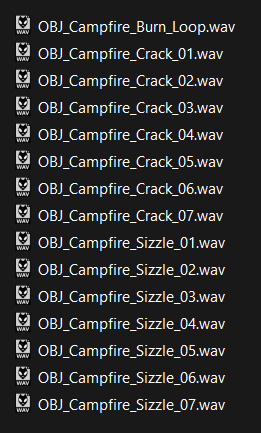 OBJ_Campfire_Burn_Loop.wav
OBJ_Campfire_Crack_01.wav
OBJ_Campfire_Crack_02.wav
OBJ_Campfire_Crack_03.wav
OBJ_Campfire_Crack_04.wav
OBJ_Campfire_Crack_05.wav
OBJ_Campfire_Crack_06.wav
OBJ_Campfire_Crack_07.wav
OBJ_Campfire_Sizzle_01.wav
OBJ_Campfire_Sizzle_02.wav
OBJ_Campfire_Sizzle_03.wav
OBJ_Campfire_Sizzle_04.wav
OBJ_Campfire_Sizzle_05.wav
OBJ_Campfire_Sizzle_06.wav
OBJ_Campfire_Sizzle_07.wav